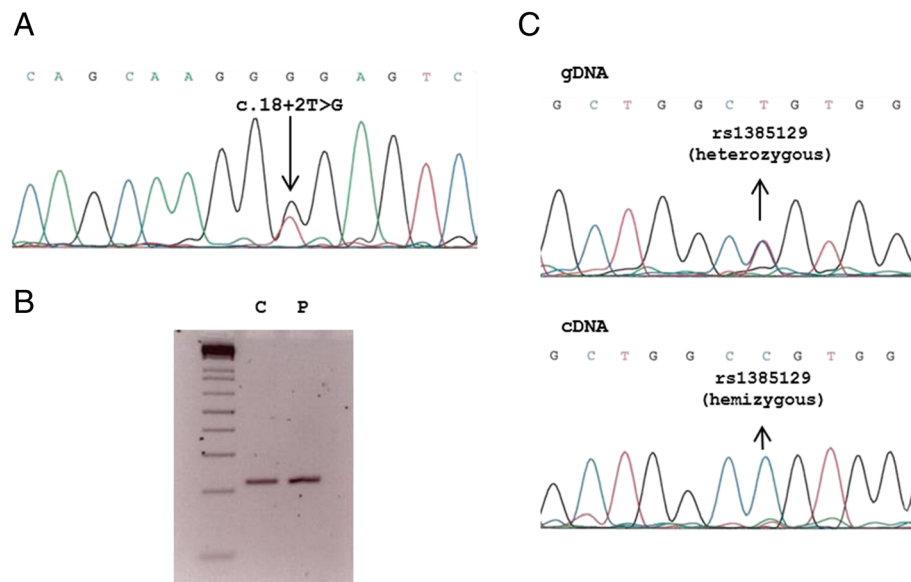 A
C A G C A A G G G G A G T C
c.18+2T>G
B
C P
C
gDNA
G C T G G C T G T G G
rs1385129
(heterozygous)
cDNA
G C T G G C C G T G G
rs1385129
(hemizygous)